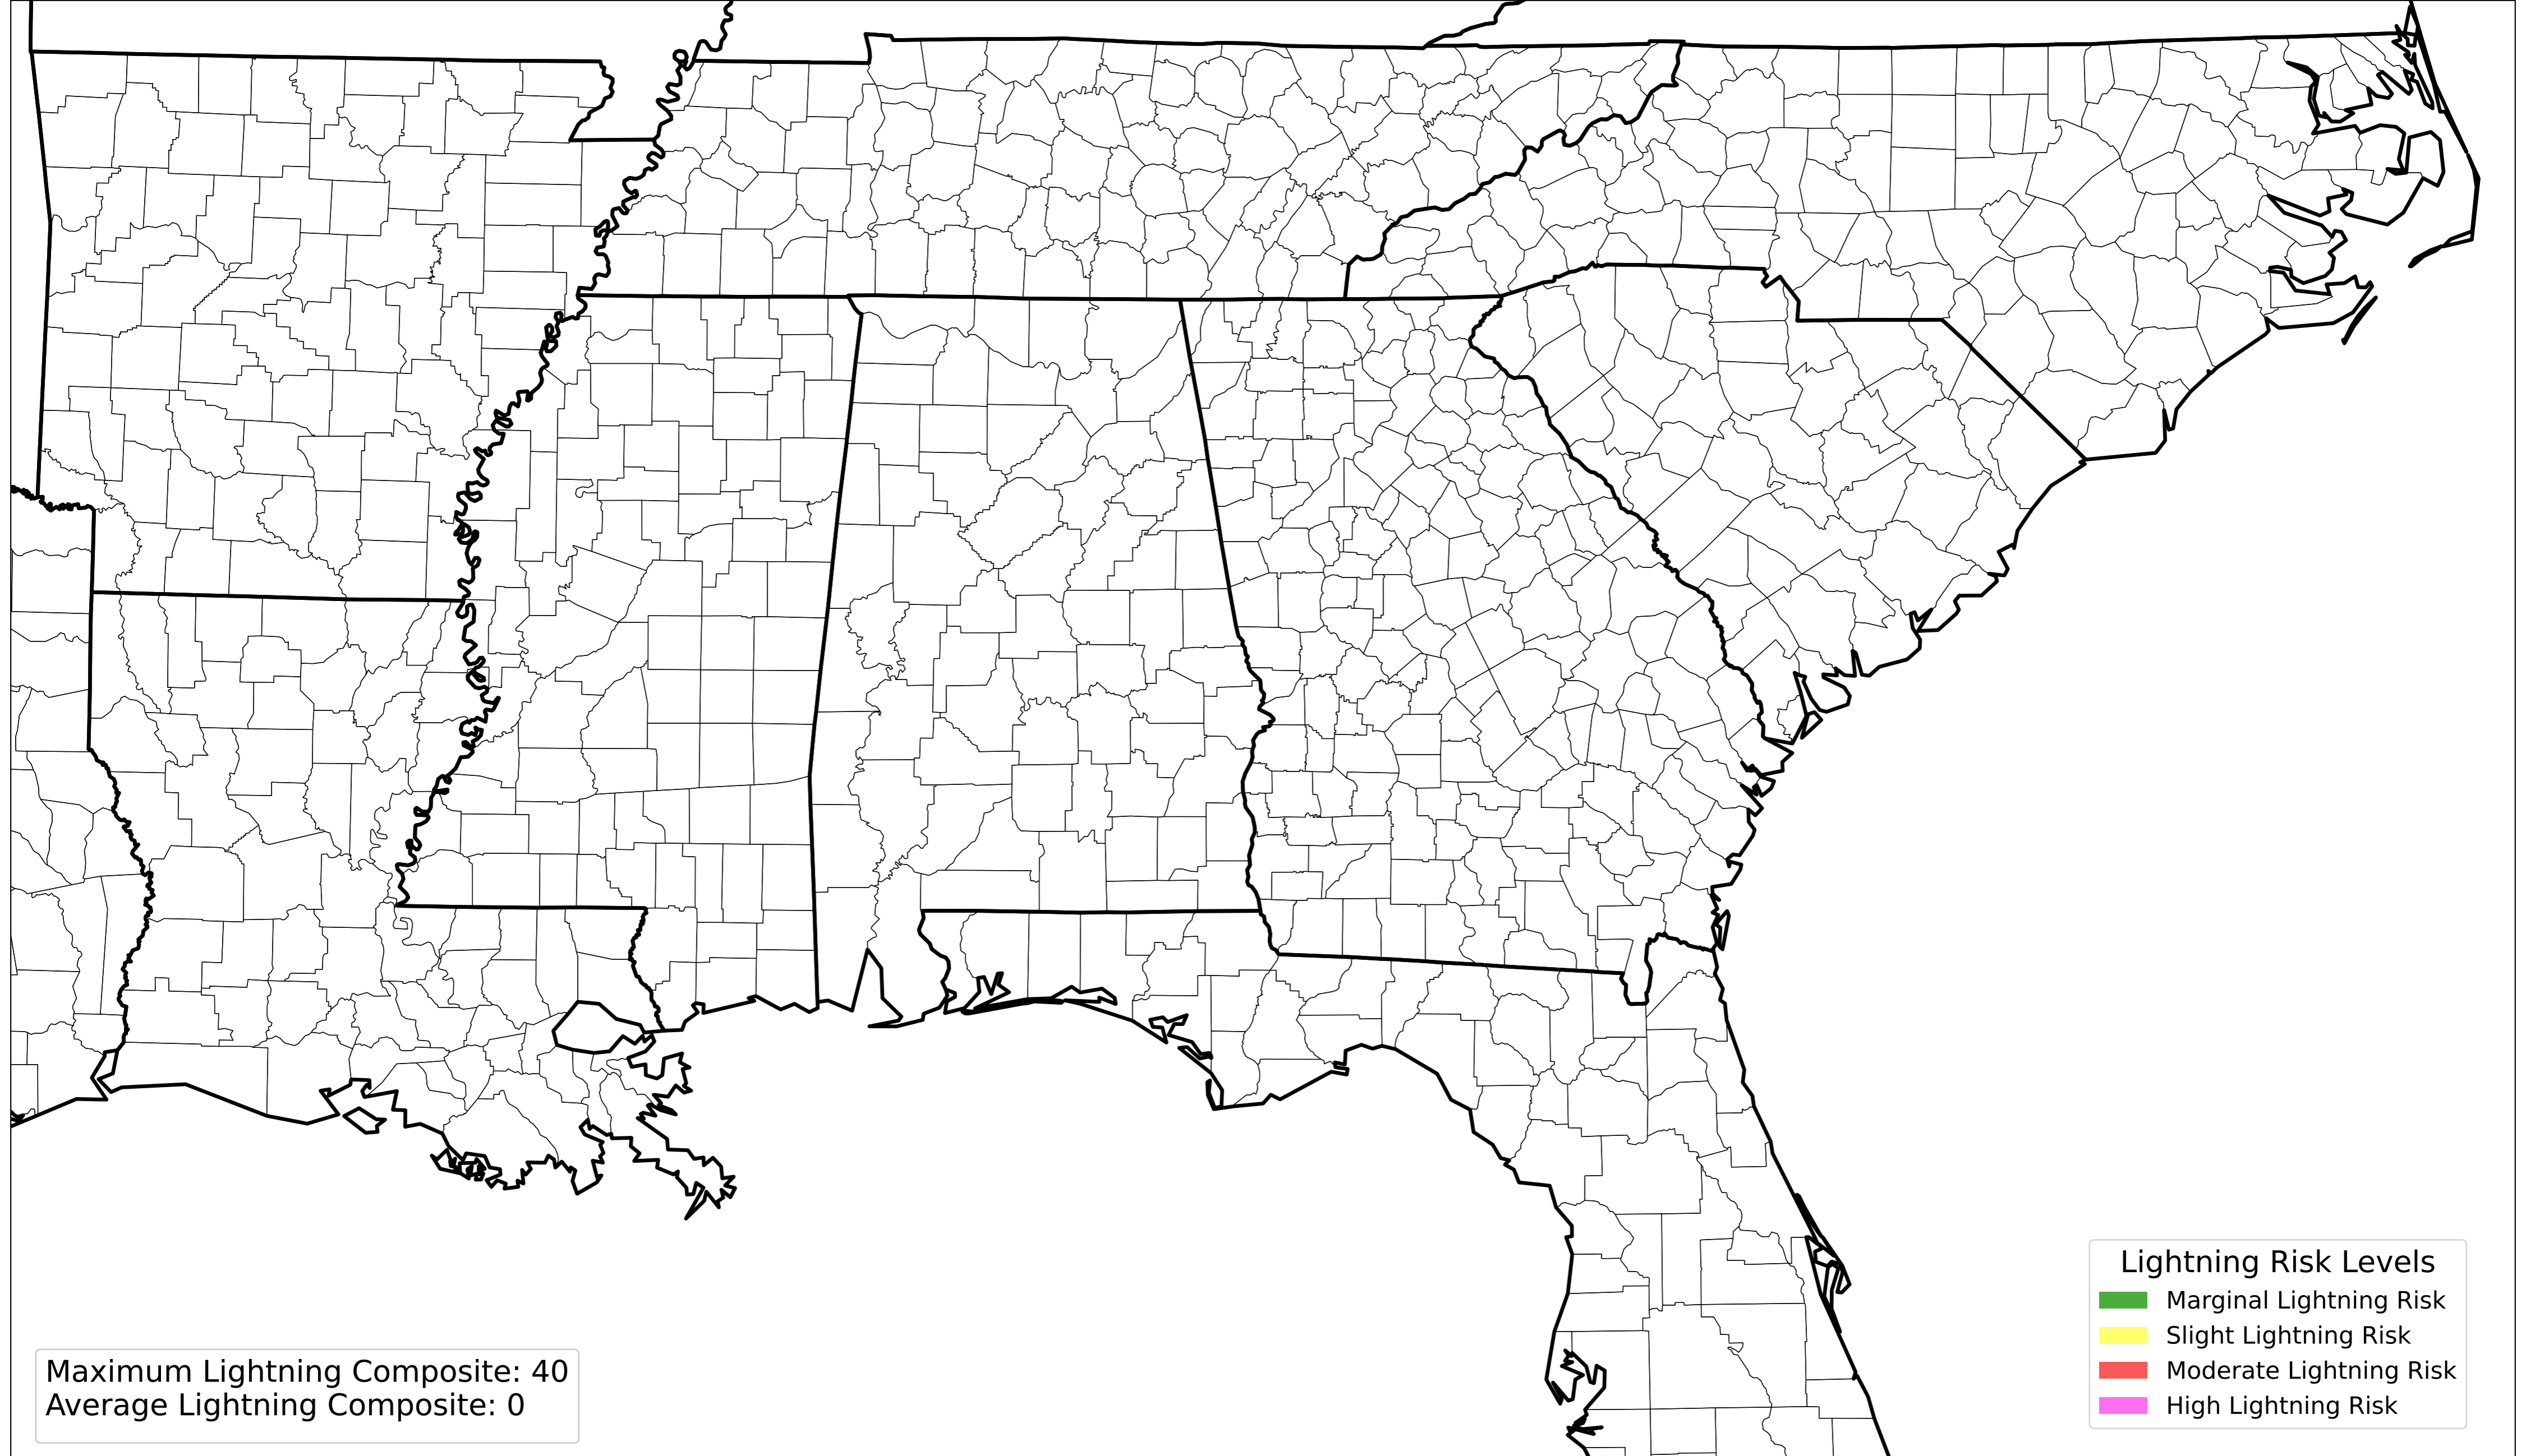 Maximum Lightning Composite: 40
Average Lightning Composite: 0
Lightning Risk Levels
Marginal Lightning Risk
Slight Lightning Risk
Moderate Lightning Risk
High Lightning Risk